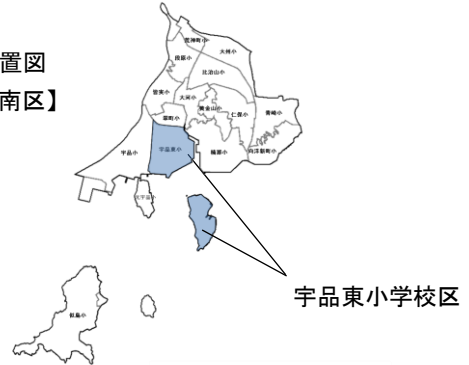 置図
南区】
荒神町小
大州小
段原小
比治山小
皆実小
大河小
黄金山小
仁保小
青崎小
翠町小
宇品小
宇品東小
楠那小
向洋新町小
元宇品小
似島小
宇品東小学校区